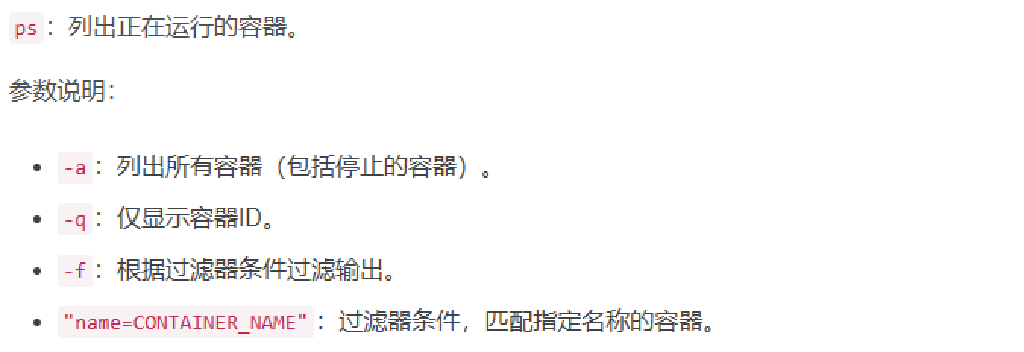 ps：列出正在运行的容器。
参数说明：
-a：列出所有容器（包括停止的容器）。
-q：仅显示容器ID。
-f：根据过滤器条件过滤输出。
"name=CONTAINER_NAME"：过滤器条件，匹配指定名称的容器。